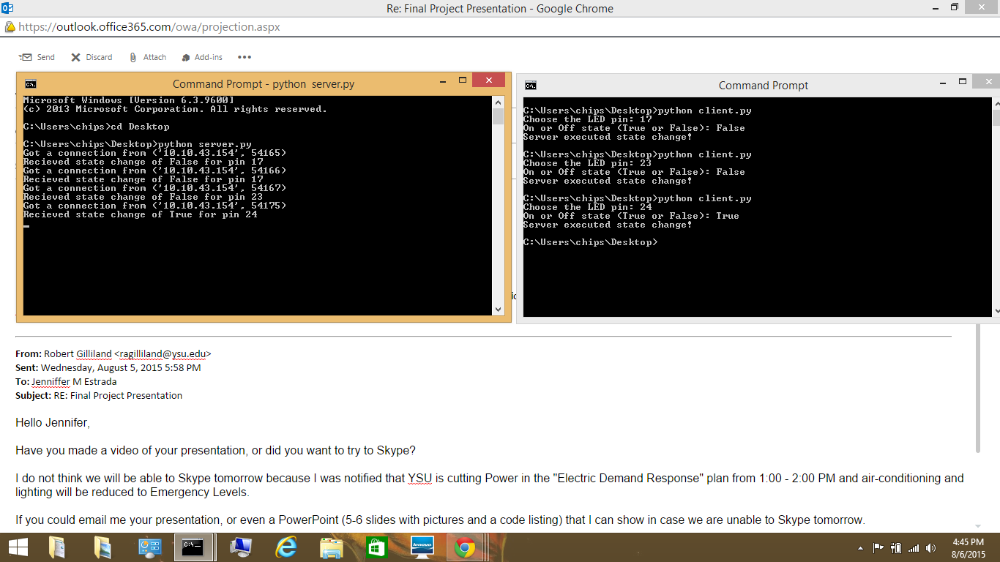 Re: Final Project Presentation - Google Chrome
https://outlook.office365.com/owa/projection.aspx
Send Discard Attach Add-ins •••
Command Prompt - python server.py
Microsoft Windows [Version 6.3.9600]
(c) 2013 Microsoft Corporation. All rights reserved.
C:\Users\chips>cd Desktop
C:\Users\chips\Desktop>python server.py
Got a connection from ('10.10.43.154', 54165)
Recieved state change of False for pin 17
Got a connection from ('10.10.43.154', 54166)
Recieved state change of False for pin 17
Got a connection from ('10.10.43.154', 54167)
Recieved state change of False for pin 23
Got a connection from ('10.10.43.154', 54175)
Recieved state change of True for pin 24
Command Prompt
C:\Users\chips\Desktop>python client.py
Choose the LED pin: 17
On or Off state (True or False): False
Server executed state change!
C:\Users\chips\Desktop>python client.py
Choose the LED pin: 23
On or Off state (True or False): False
Server executed state change!
C:\Users\chips\Desktop>python client.py
Choose the LED pin: 24
On or Off state (True or False): True
Server executed state change!
C:\Users\chips\Desktop>
From: Robert Gilliland <ragilliland@ysu.edu>
Sent: Wednesday, August 5, 2015 5:58 PM
To: Jenniffer M Estrada
Subject: RE: Final Project Presentation
Hello Jennifer,
Have you made a video of your presentation, or did you want to try to Skype?
I do not think we will be able to Skype tomorrow because I was notified that YSU is cutting Power in the "Electric Demand Response" plan from 1:00 - 2:00 PM and air-conditioning and
lighting will be reduced to Emergency Levels.
If you could email me your presentation, or even a PowerPoint (5-6 slides with pictures and a code listing) that I can show in case we are unable to Skype tomorrow.
lenovo
4:45 PM
8/6/2015